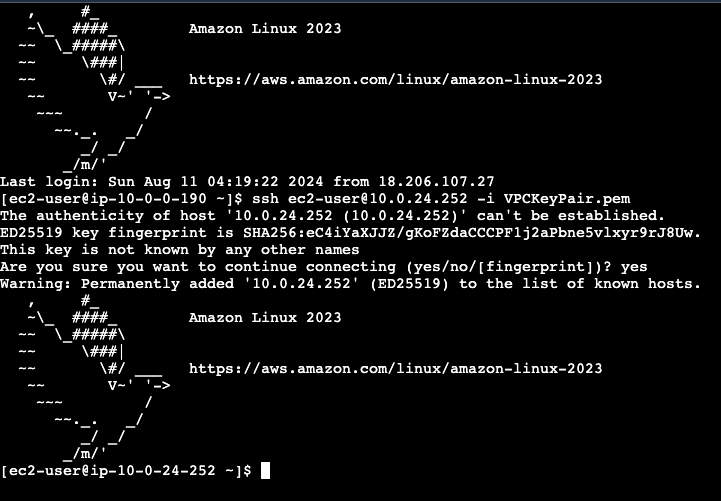 ,     #_
   ~\_  ####_        Amazon Linux 2023
  ~~  \_#####\
  ~~     \###|
  ~~       \#/ ___   https://aws.amazon.com/linux/amazon-linux-2023
   ~~       V~' '->
    ~~~         /
      ~~._.   _/
         _/ _/
       _/m/'
Last login: Sun Aug 11 04:19:22 2024 from 18.206.107.27
[ec2-user@ip-10-0-0-190 ~]$ ssh ec2-user@10.0.24.252 -i VPCKeyPair.pem
The authenticity of host '10.0.24.252 (10.0.24.252)' can't be established.
ED25519 key fingerprint is SHA256:eC4iYaXJJZ/gKoFZdaCCCPF1j2aPbne5vlxyr9rJ8Uw.
This key is not known by any other names
Are you sure you want to continue connecting (yes/no/[fingerprint])? yes
Warning: Permanently added '10.0.24.252' (ED25519) to the list of known hosts.
   ,     #_
   ~\_  ####_        Amazon Linux 2023
  ~~  \_#####\
  ~~     \###|
  ~~       \#/ ___   https://aws.amazon.com/linux/amazon-linux-2023
   ~~       V~' '->
    ~~~         /
      ~~._.   _/
         _/ _/
       _/m/'
[ec2-user@ip-10-0-24-252 ~]$